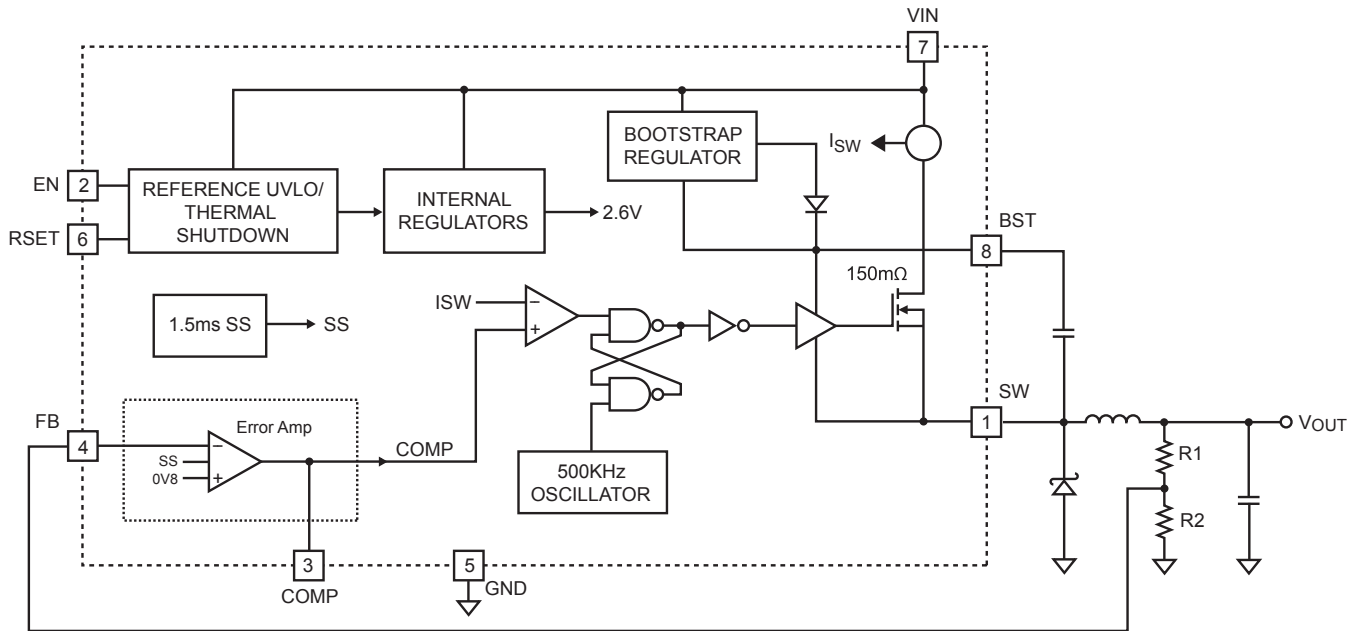 VIN
7
BOOTSTRAP
REGULATOR
ISW
EN
2
REFERENCE UVLO/
THERMAL
SHUTDOWN
INTERNAL
REGULATORS
2.6V
RSET
6
BST
8
150mΩ
1.5ms SS
SS
ISW
−
+
SW
1
VOUT
FB
4
Error Amp
−
SS
0V8
+
COMP
500KHz
OSCILLATOR
R1
R2
3
COMP
5
GND